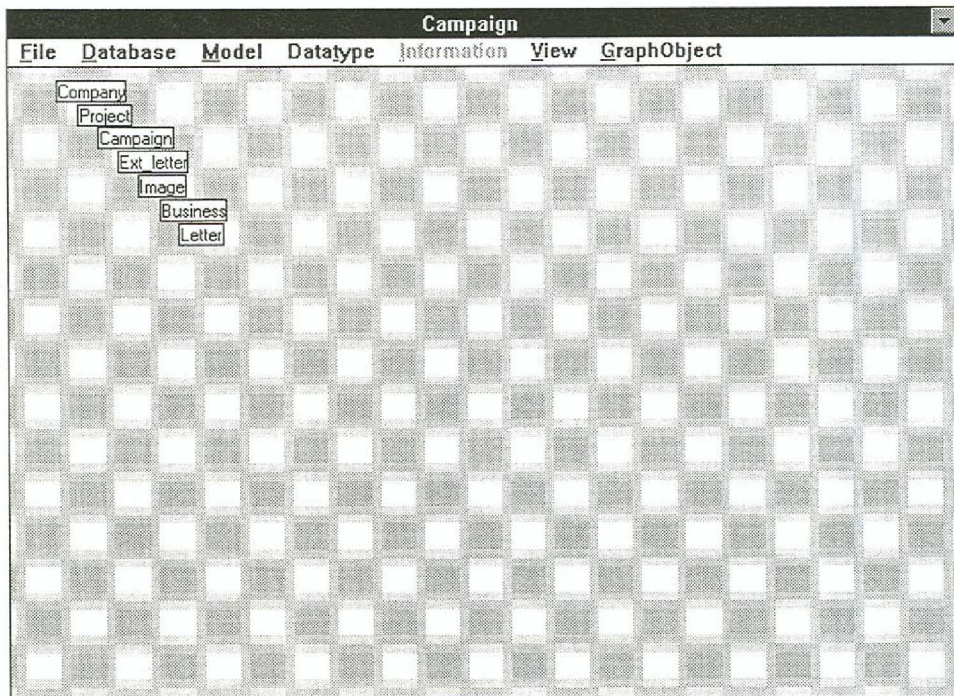 Campaign
File Database Model Datatype Information View GraphObject
Company
Project
Campaign
Ext_letter
Image
Business
Letter